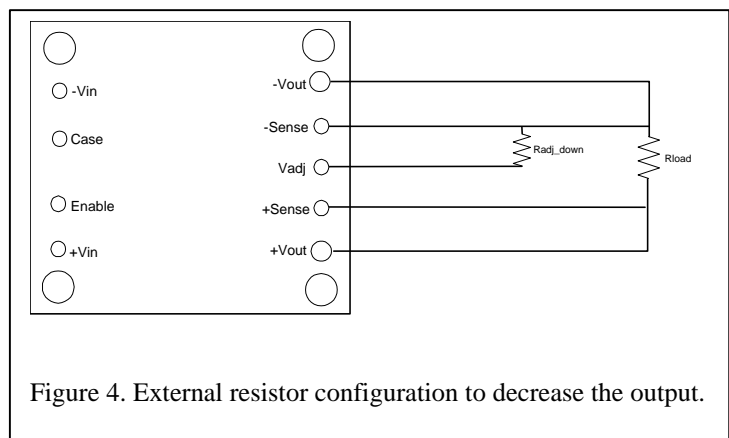 -Vin
Case
Enable
+Vin
-Vout
-Sense
Vadj
+Sense
+Vout
Radj_down
Rload
Figure 4. External resistor configuration to decrease the output.